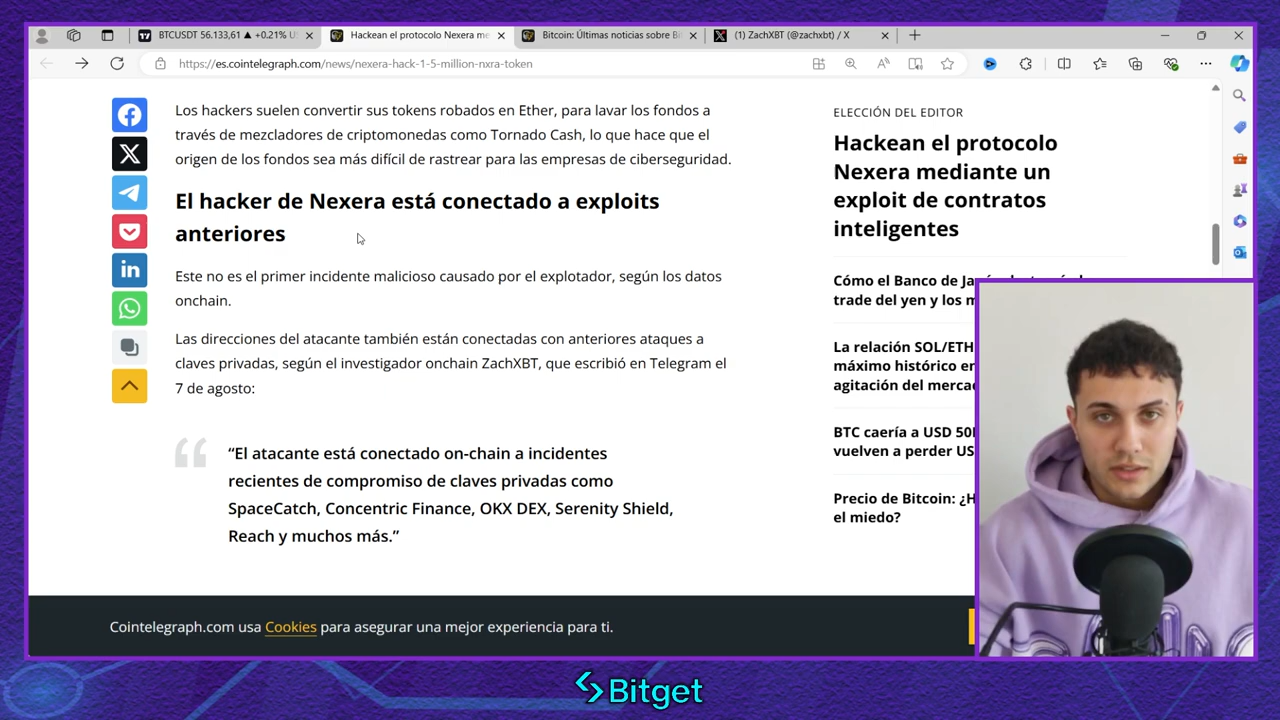 BTCUSDT 56.133,61 ▲ +0.21% U
Hackean el protocolo Nexera me
Bitcoin: Últimas noticias sobre Bi
(1) ZachXBT (@zachxbt) / X
https://es.cointelegraph.com/news/nexera-hack-1-5-million-nxra-token
Los hackers suelen convertir sus tokens robados en Ether, para lavar los fondos a
través de mezcladores de criptomonedas como Tornado Cash, lo que hace que el
origen de los fondos sea más difícil de rastrear para las empresas de ciberseguridad.
El hacker de Nexera está conectado a exploits
anteriores
Este no es el primer incidente malicioso causado por el explotador, según los datos
onchain.
Las direcciones del atacante también están conectadas con anteriores ataques a
claves privadas, según el investigador onchain ZachXBT, que escribió en Telegram el
7 de agosto:
“El atacante está conectado on-chain a incidentes
recientes de compromiso de claves privadas como
SpaceCatch, Concentric Finance, OKX DEX, Serenity Shield,
Reach y muchos más.”
ELECCIÓN DEL EDITOR
Hackean el protocolo
Nexera mediante un
exploit de contratos
inteligentes
Cómo el Banco de
trade del yen y los
La relación SOL/ETH
máximo histórico en
agitación del
BTC caería a USD
vuelven a perder
Precio de Bitcoin:
el miedo?
Cointelegraph.com usa Cookies para asegurar una mejor experiencia para ti.
Bitget